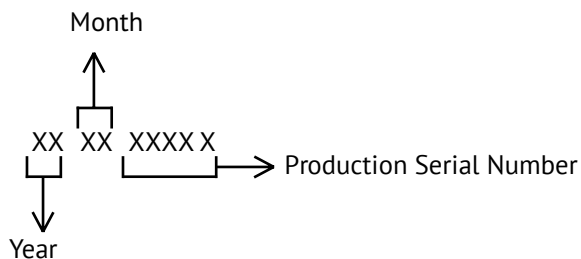 Month
XX XX XXXX X
Production Serial Number
Year